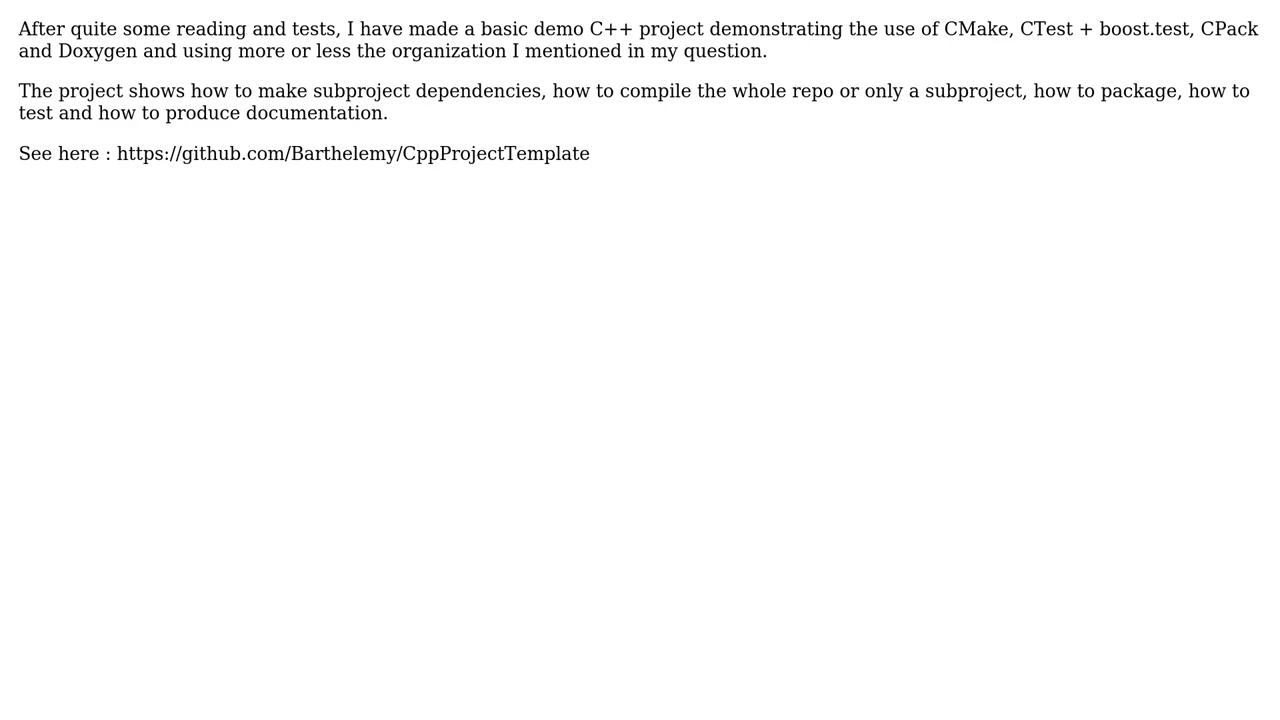 After quite some reading and tests, I have made a basic demo C++ project demonstrating the use of CMake, CTest + boost.test, CPack
and Doxygen and using more or less the organization I mentioned in my question.
The project shows how to make subproject dependencies, how to compile the whole repo or only a subproject, how to package, how to
test and how to produce documentation.
See here : https://github.com/Barthelemy/CppProjectTemplate